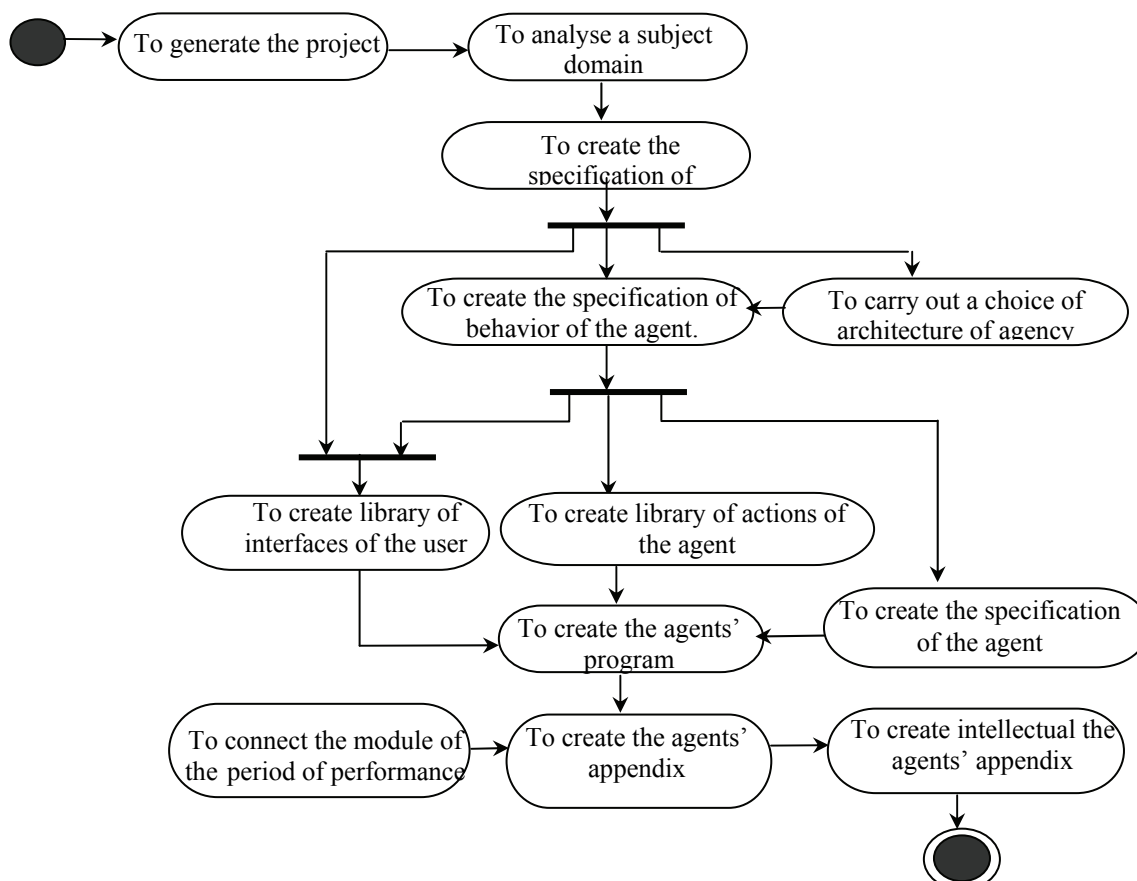 To generate the project
To analyse a subject
domain
To create the
specification of
To create the specification of
behavior of the agent.
To carry out a choice of
architecture of agency
To create library of
interfaces of the user
To create library of actions of
the agent
To create the agents’
program
To create the specification
of the agent
To connect the module of
the period of performance
To create the agents’
appendix
To create intellectual the
agents’ appendix